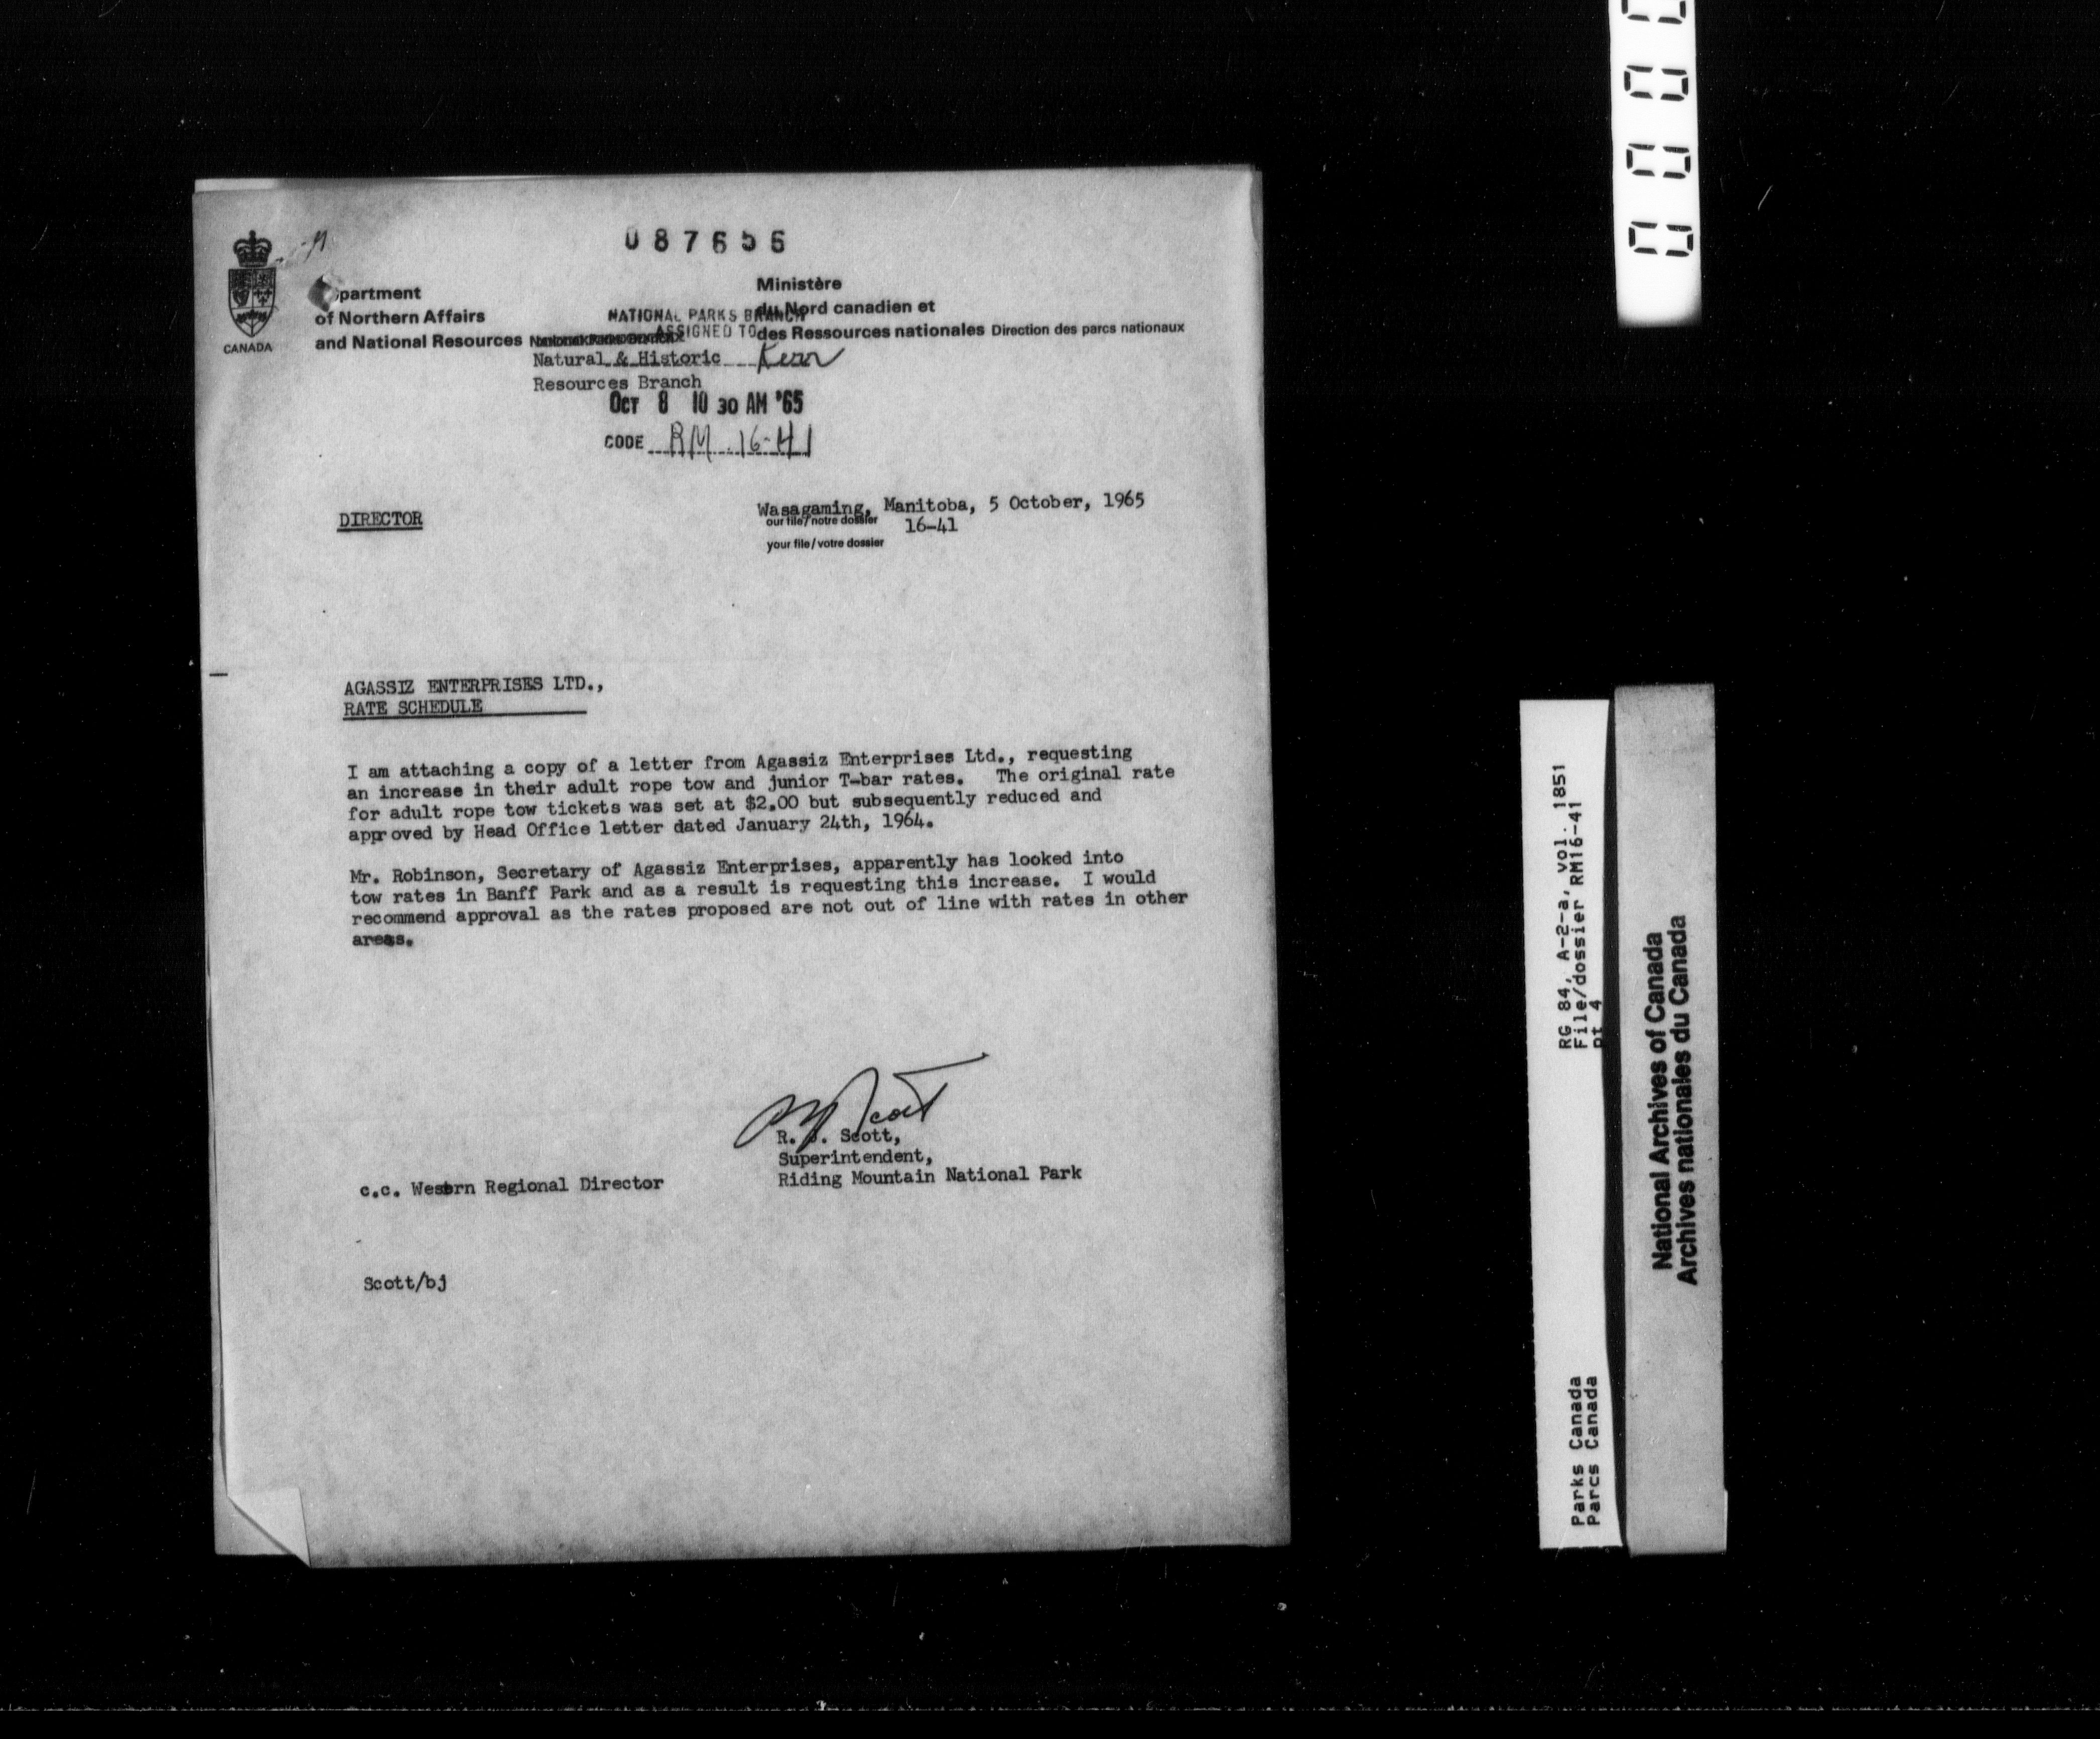 087656
CANADA
Department
of Northern Affairs
and National Resources
Ministère
du Nord canadien et
des Ressources nationales Direction des parcs nationaux
NATIONAL PARKS BRANCH
ASSIGNED TO
Natural & Historic
Kerr
Resources Branch
OCT 8 10 30 AM '65
CODE RM 16-41
DIRECTOR
Wasagaming, Manitoba, 5 October, 1965
our file/notre dossier 16-41
your file/votre dossier
AGASSIZ ENTERPRISES LTD.,
RATE SCHEDULE
I am attaching a copy of a letter from Agassiz Enterprises Ltd., requesting
an increase in their adult rope tow and junior T-bar rates. The original rate
for adult rope tow tickets was set at $2.00 but subsequently reduced and
approved by Head Office letter dated January 24th, 1964.
Mr. Robinson, Secretary of Agassiz Enterprises, apparently has looked into
tow rates in Banff Park and as a result is requesting this increase. I would
recommend approval as the rates proposed are not out of line with rates in other
areas.
R. Scott,
Superintendent,
Riding Mountain National Park
c.c. Western Regional Director
Scott/bj
RG 84, A-2-a, vol. 1851
File/dossier RM16-41
pt 4
Parks Canada
Parcs Canada
National Archives of Canada
Archives nationales du Canada